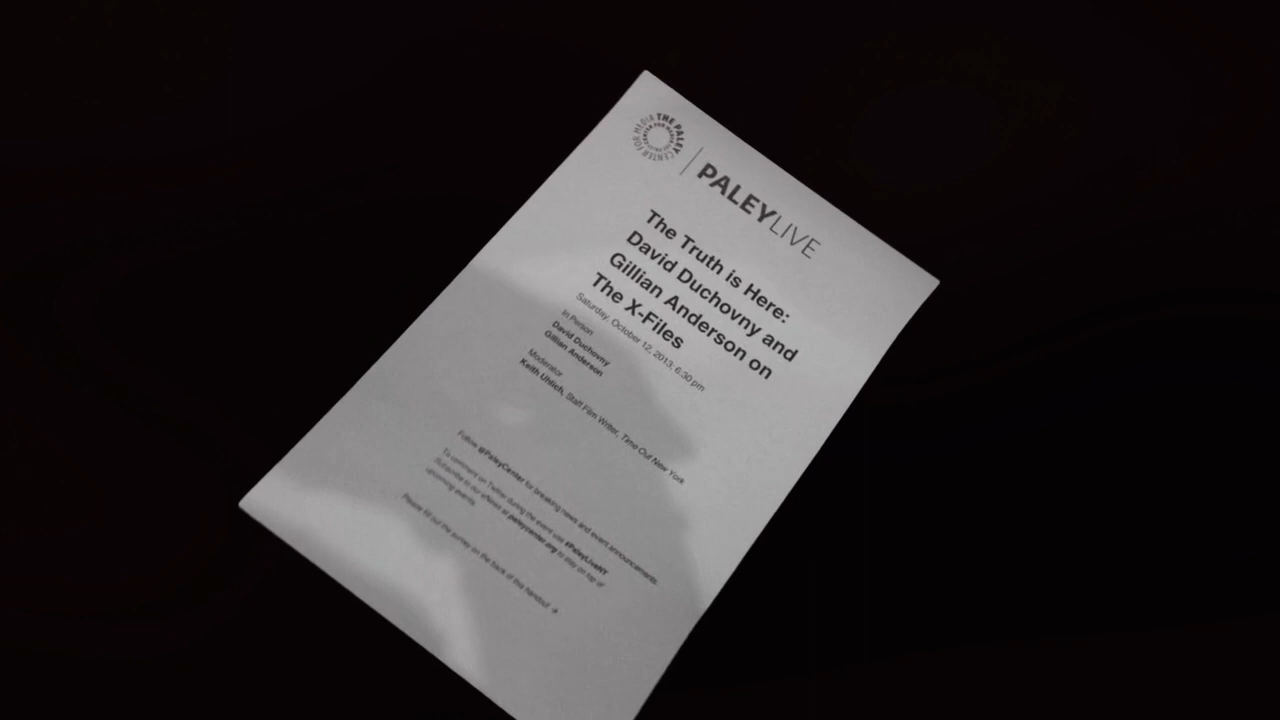 THE PALEY CENTER FOR MEDIA
PALEYLIVE
The Truth is Here:
David Duchovny and
Gillian Anderson on
The X-Files
Saturday, October 12, 2013, 6:30 pm
In Person
David Duchovny
Gillian Anderson
Moderator
Keith Uhlich, Staff Film Writer, Time Out New York
Follow @PaleyCenter for breaking news and event announcements.
To comment on Twitter during the event use #PaleyLiveNY
Subscribe to our eNews at paleycenter.org to stay on top of
upcoming events.
Please fill out the survey on the back of this handout →